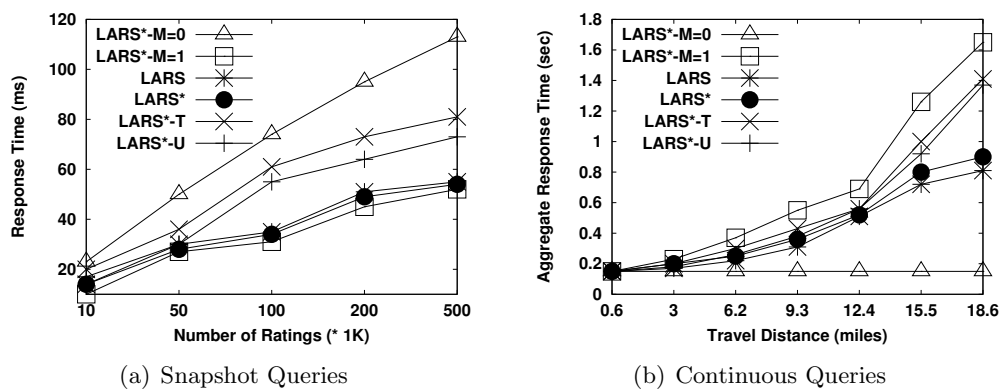 120
100
80
60
40
20
Response Time (ms)
LARS*-M=0
LARS*-M=1
LARS
LARS*
LARS*-T
LARS*-U
10 50 100 200 500
Number of Ratings (* 1K)
(a) Snapshot Queries
1.8
1.6
1.4
1.2
1
0.8
0.6
0.4
0.2
0
Aggregate Response Time (sec)
LARS*-M=0
LARS*-M=1
LARS
LARS*
LARS*-T
LARS*-U
0.6 3 6.2 9.3 12.4 15.5 18.6
Travel Distance (miles)
(b) Continuous Queries